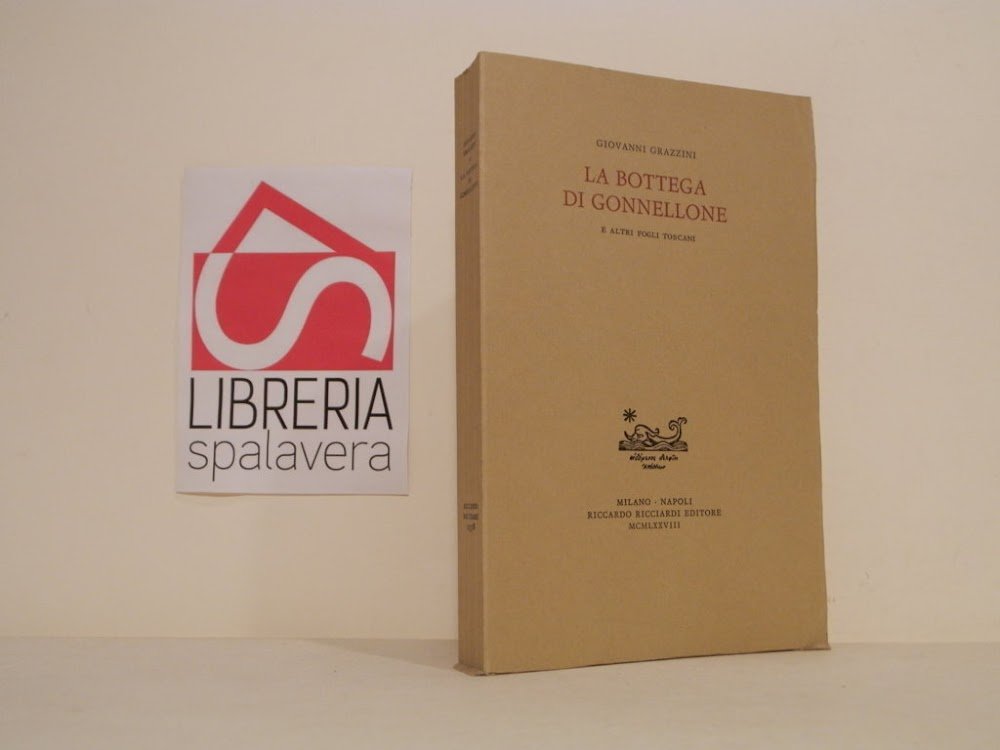 LIBRERIA
spalavera
GIOVANNI GRAZZINI
LA BOTTEGA
DI GONNELLONE
E ALTRI FOGLI TOSCANI
MILANO - NAPOLI
RICCARDO RICCIARDI EDITORE
MCMLXXVIII